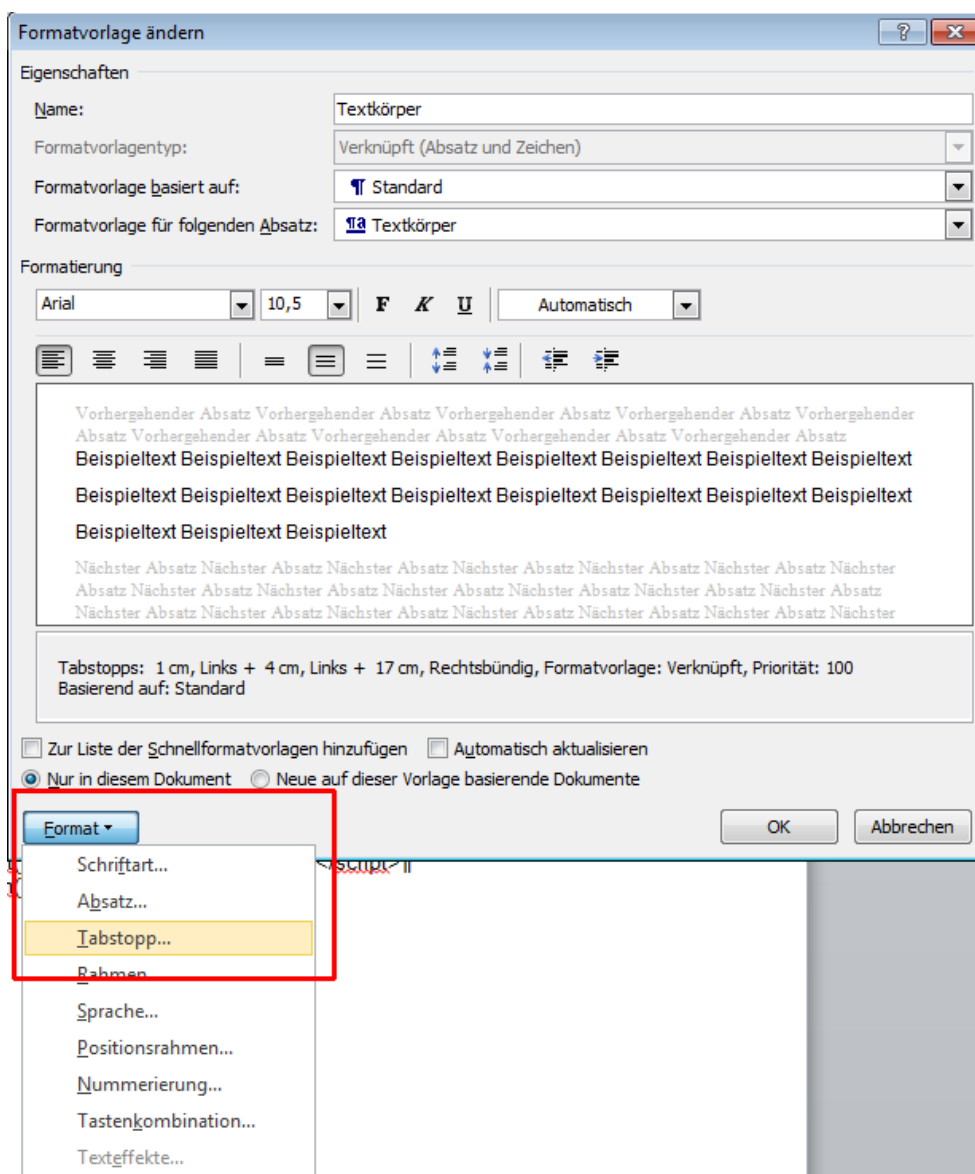 Formatvorlage ändern
Eigenschaften
Name: Textkörper
Formatvorlagentyp: Verknüpft (Absatz und Zeichen)
Formatvorlage basiert auf: ¶ Standard
Formatvorlage für folgenden Absatz: ¶a Textkörper
Formatierung
Arial 10,5 F K U Automatisch
Vorhergehender Absatz Vorhergehender Absatz Vorhergehender Absatz Vorhergehender Absatz Vorhergehender
Absatz Vorhergehender Absatz Vorhergehender Absatz Vorhergehender Absatz Vorhergehender Absatz
Beispieltext Beispieltext Beispieltext Beispieltext Beispieltext Beispieltext Beispieltext Beispieltext
Beispieltext Beispieltext Beispieltext Beispieltext Beispieltext Beispieltext Beispieltext Beispieltext
Beispieltext Beispieltext Beispieltext
Nächster Absatz Nächster Absatz Nächster Absatz Nächster Absatz Nächster Absatz Nächster Absatz Nächster
Absatz Nächster Absatz Nächster Absatz Nächster Absatz Nächster Absatz Nächster Absatz Nächster Absatz
Nächster Absatz Nächster Absatz Nächster Absatz Nächster Absatz Nächster Absatz Nächster Absatz Nächster
Tabstopps: 1 cm, Links + 4 cm, Links + 17 cm, Rechtsbündig, Formatvorlage: Verknüpft, Priorität: 100
Basierend auf: Standard
Zur Liste der Schnellformatvorlagen hinzufügen Automatisch aktualisieren
Nur in diesem Dokument Neue auf dieser Vorlage basierende Dokumente
Format OK Abbrechen
</script>¶
Schriftart...
Absatz...
Tabstopp...
Rahmen
Sprache...
Positionsrahmen...
Nummerierung...
Tastenkombination...
Texteffekte...